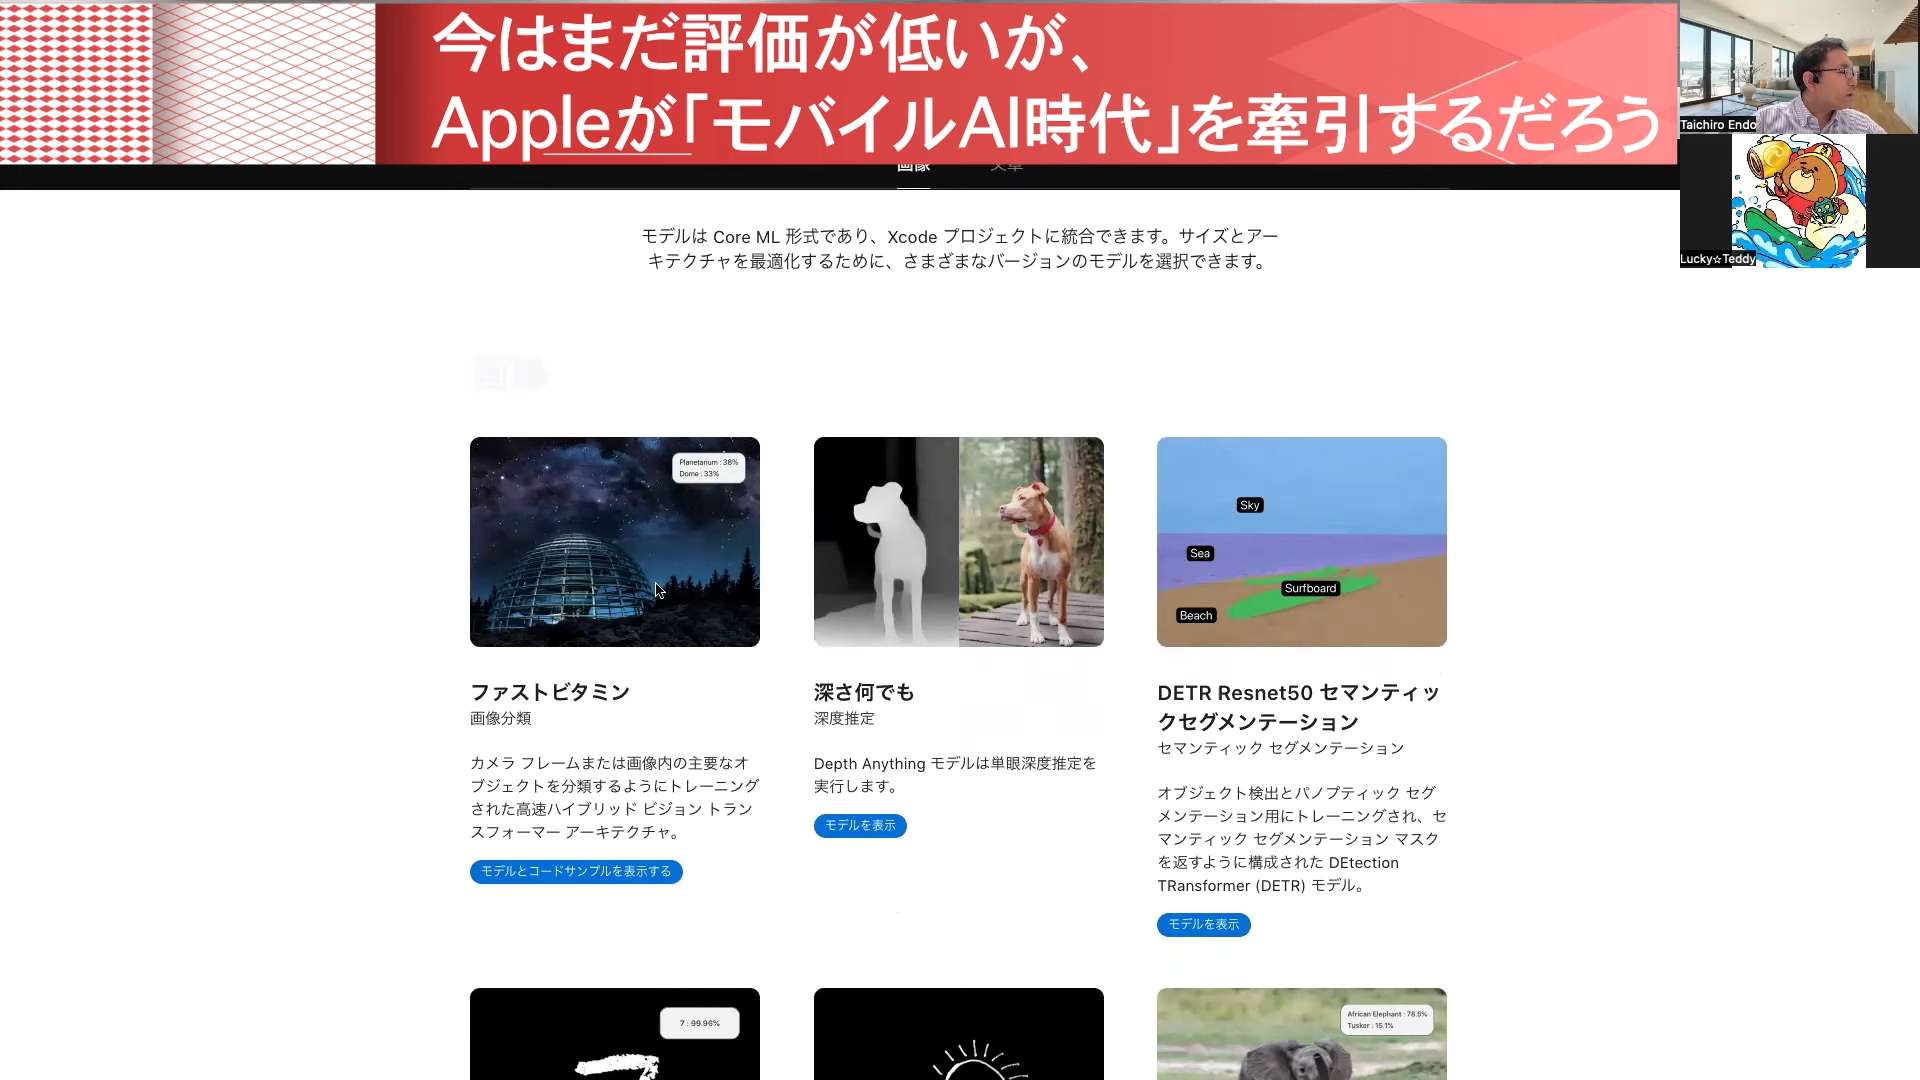 今はまだ評価が低いが、
Appleが「モバイルAI時代」を牽引するだろう
Taichiro Endo
Lucky☆Teddy
画像
文章
モデルは Core ML 形式であり、Xcode プロジェクトに統合できます。サイズとアー
キテクチャを最適化するために、さまざまなバージョンのモデルを選択できます。
画像
Planetarium : 38%
Dome : 33%
Sky
Sea
Surfboard
Beach
ファストビタミン
画像分類
カメラ フレームまたは画像内の主要なオ
ブジェクトを分類するようにトレーニング
された高速ハイブリッド ビジョン トラン
スフォーマー アーキテクチャ。
モデルとコードサンプルを表示する
深さ何でも
深度推定
Depth Anything モデルは単眼深度推定を
実行します。
モデルを表示
DETR Resnet50 セマンティッ
クセグメンテーション
セマンティック セグメンテーション
オブジェクト検出とパノプティック セグ
メンテーション用にトレーニングされ、セ
マンティック セグメンテーション マスク
を返すように構成された DEtection
TRansformer (DETR) モデル。
モデルを表示
7 : 99.96%
7
African Elephant : 78.5%
Tusker : 15.1%